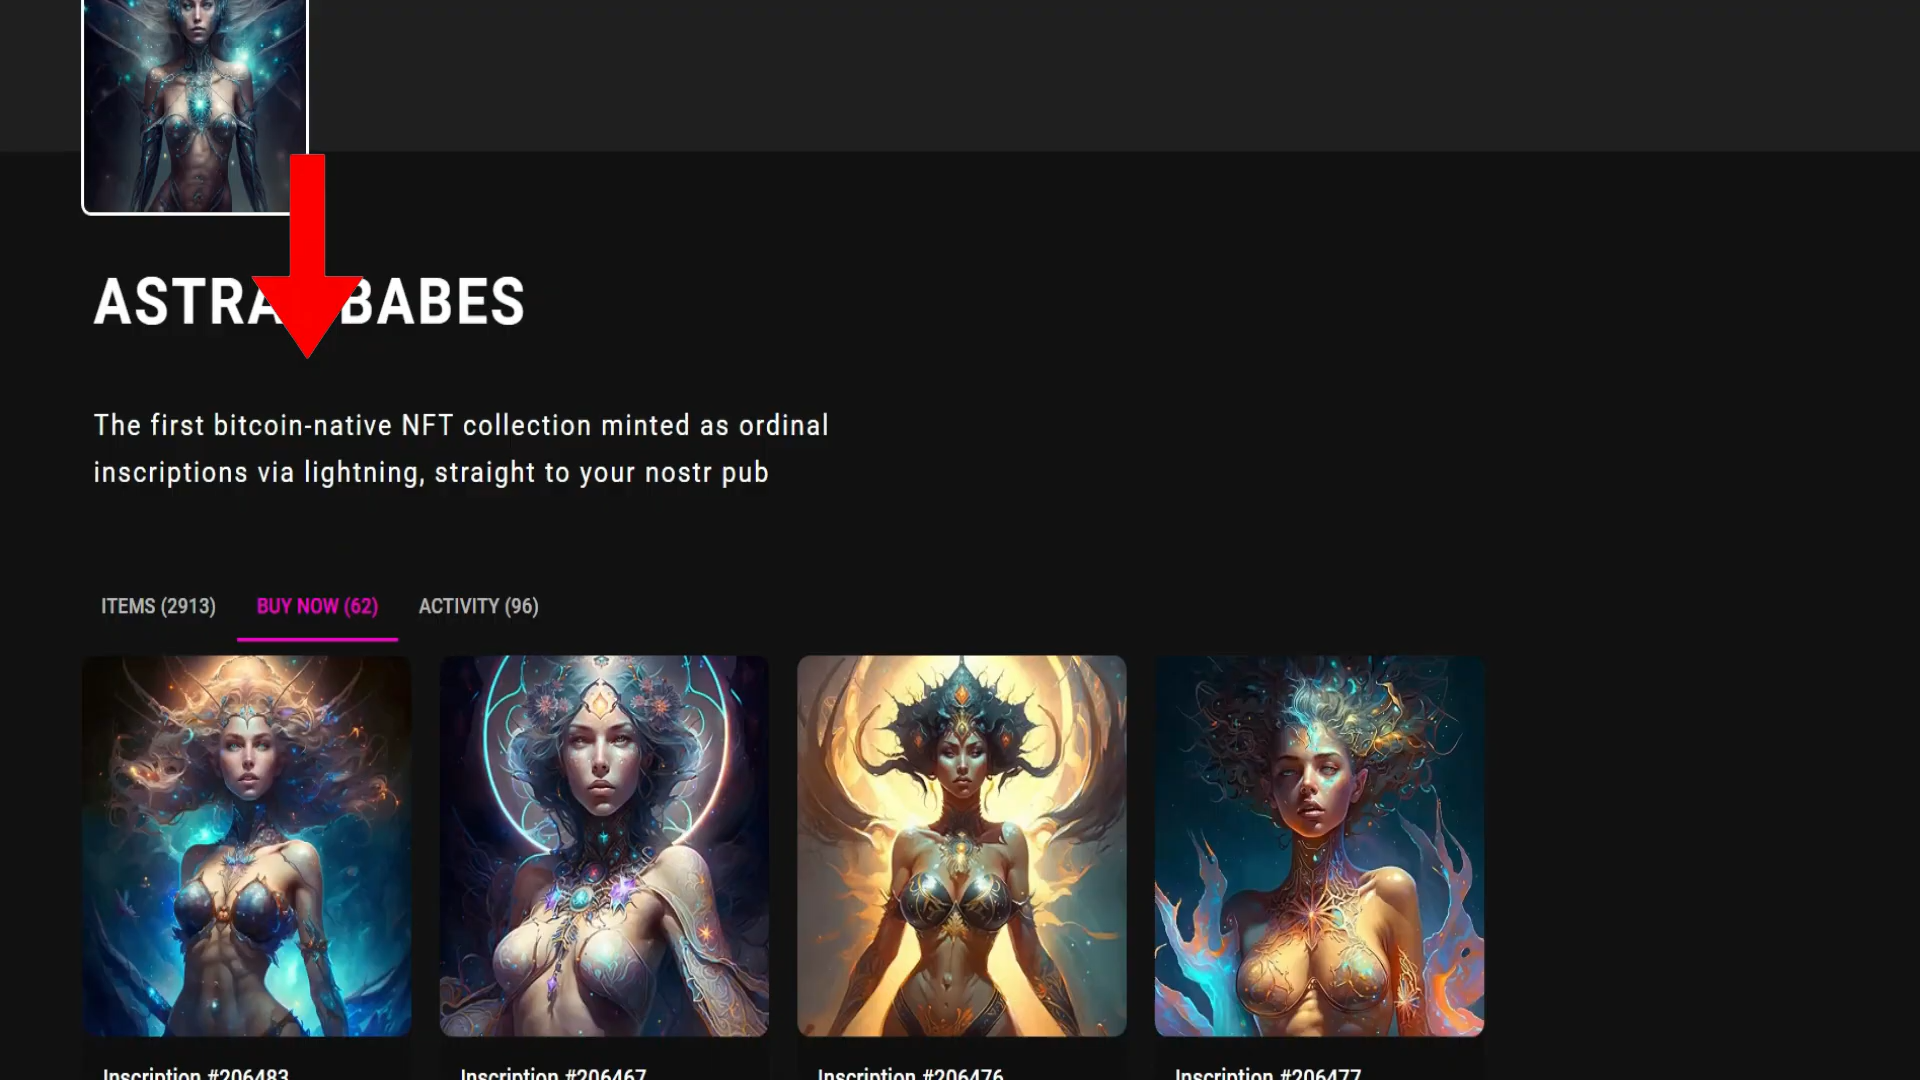 ASTRAL BABES
The first bitcoin-native NFT collection minted as ordinal
inscriptions via lightning, straight to your nostr pub
ITEMS (2913) BUY NOW (62) ACTIVITY (96)
Inscription #206483 Inscription #206467 Inscription #206476 Inscription #206477